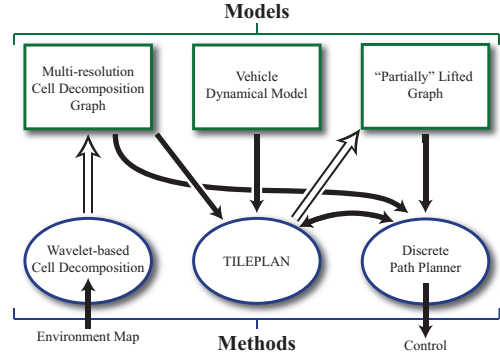 Models
Multi-resolution
Cell Decomposition
Graph
Vehicle
Dynamical Model
“Partially” Lifted
Graph
Wavelet-based
Cell Decomposition
TILEPLAN
Discrete
Path Planner
Environment Map
Methods
Control